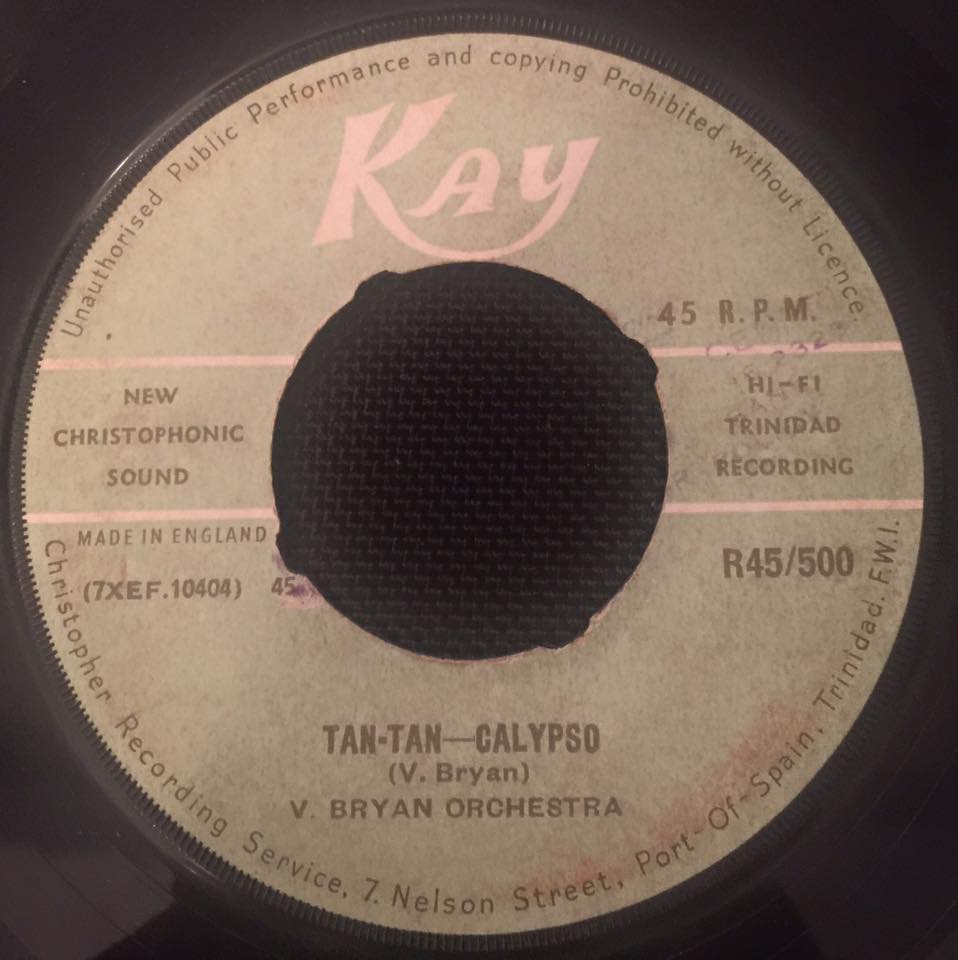 Unauthorised Public Performance and copying Prohibited without Licence.
Kay
45 R.P.M.
NEW
CHRISTOPHONIC
SOUND
HI-FI
TRINIDAD
RECORDING
MADE IN ENGLAND
(7XEF.10404) 45
R45/500
TAN-TAN—CALYPSO
(V. Bryan)
V. BRYAN ORCHESTRA
Christopher Recording Service, 7. Nelson Street, Port-Of-Spain, Trinidad. F.W.I.